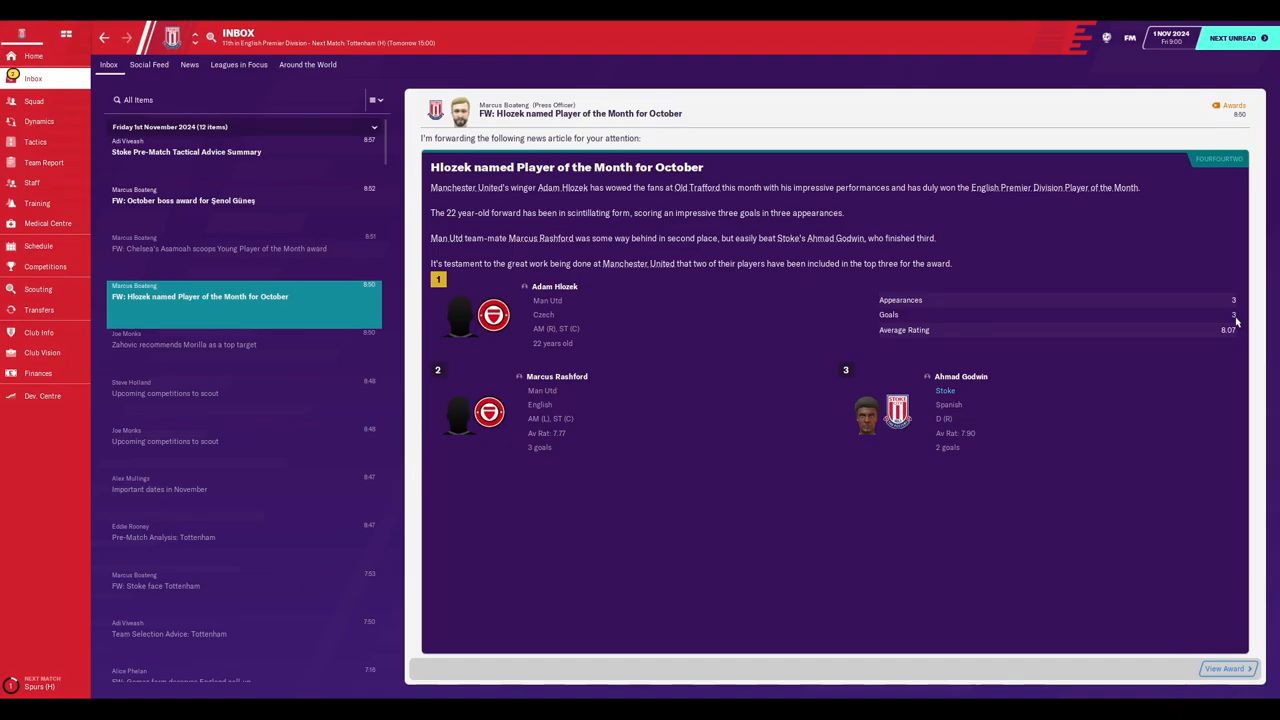 INBOX
11th in English Premier Division - Next Match: Tottenham (H) (Tomorrow 15:00)
FM
1 NOV 2024
Fri 9:00
NEXT UNREAD
Home
2
Inbox
Squad
Dynamics
Tactics
Team Report
Staff
Training
Medical Centre
Schedule
Competitions
Scouting
Transfers
Club Info
Club Vision
Finances
Dev. Centre
1
NEXT MATCH
Spurs (H)
Inbox
Social Feed
News
Leagues in Focus
Around the World
All Items
Friday 1st November 2024 (12 items)
Adi Viveash
8:57
Stoke Pre-Match Tactical Advice Summary
Marcus Boateng
8:52
FW: October boss award for Şenol Güneş
Marcus Boateng
8:51
FW: Chelsea's Asamoah scoops Young Player of the Month award
Marcus Boateng
8:50
FW: Hlozek named Player of the Month for October
Joe Monks
8:50
Zahovic recommends Morilla as a top target
Steve Holland
8:48
Upcoming competitions to scout
Joe Monks
8:48
Upcoming competitions to scout
Alex Mullings
8:47
Important dates in November
Eddie Rooney
8:47
Pre-Match Analysis: Tottenham
Marcus Boateng
7:53
FW: Stoke face Tottenham
Adi Viveash
7:50
Team Selection Advice: Tottenham
Alice Phelan
7:16
Marcus Boateng (Press Officer)
FW: Hlozek named Player of the Month for October
Awards
8:50
I'm forwarding the following news article for your attention:
FOURFOURTWO
Hlozek named Player of the Month for October
Manchester United's winger Adam Hlozek has wowed the fans at Old Trafford this month with his impressive performances and has duly won the English Premier Division Player of the Month.
The 22 year-old forward has been in scintillating form, scoring an impressive three goals in three appearances.
Man Utd team-mate Marcus Rashford was some way behind in second place, but easily beat Stoke's Ahmad Godwin, who finished third.
It's testament to the great work being done at Manchester United that two of their players have been included in the top three for the award.
1
Adam Hlozek
Man Utd
Czech
AM (R), ST (C)
22 years old
Appearances 3
Goals 3
Average Rating 8.07
2
Marcus Rashford
Man Utd
English
AM (L), ST (C)
Av Rat: 7.77
3 goals
3
Ahmad Godwin
Stoke
Spanish
D (R)
Av Rat: 7.90
2 goals
View Award